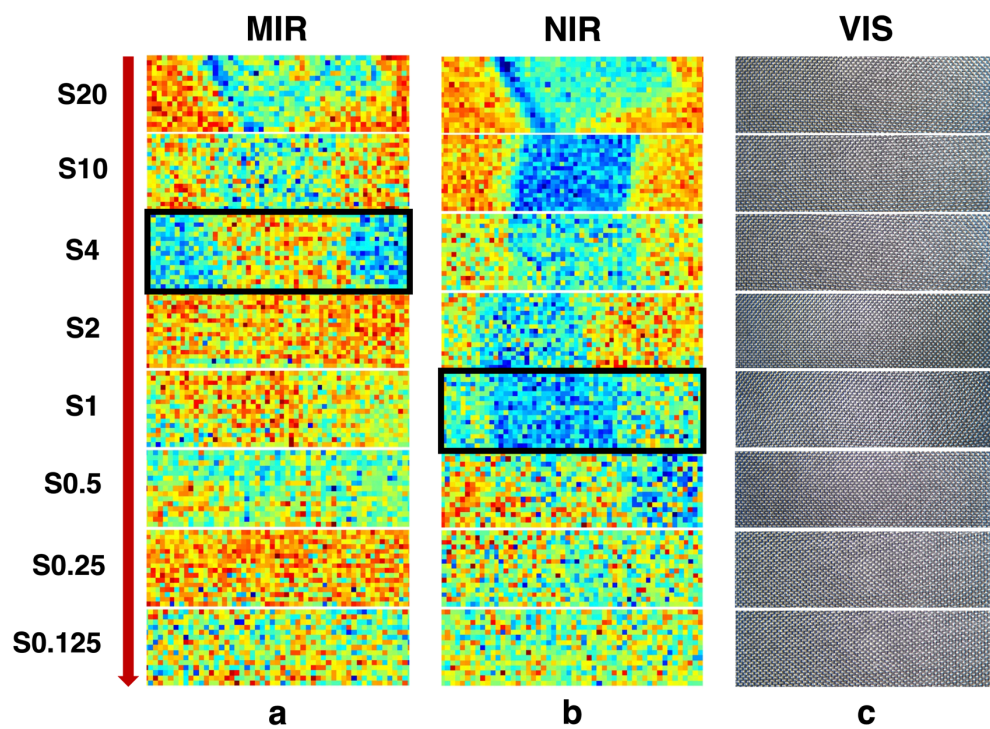 MIR NIR VIS
S20
S10
S4
S2
S1
S0.5
S0.25
S0.125
a b c